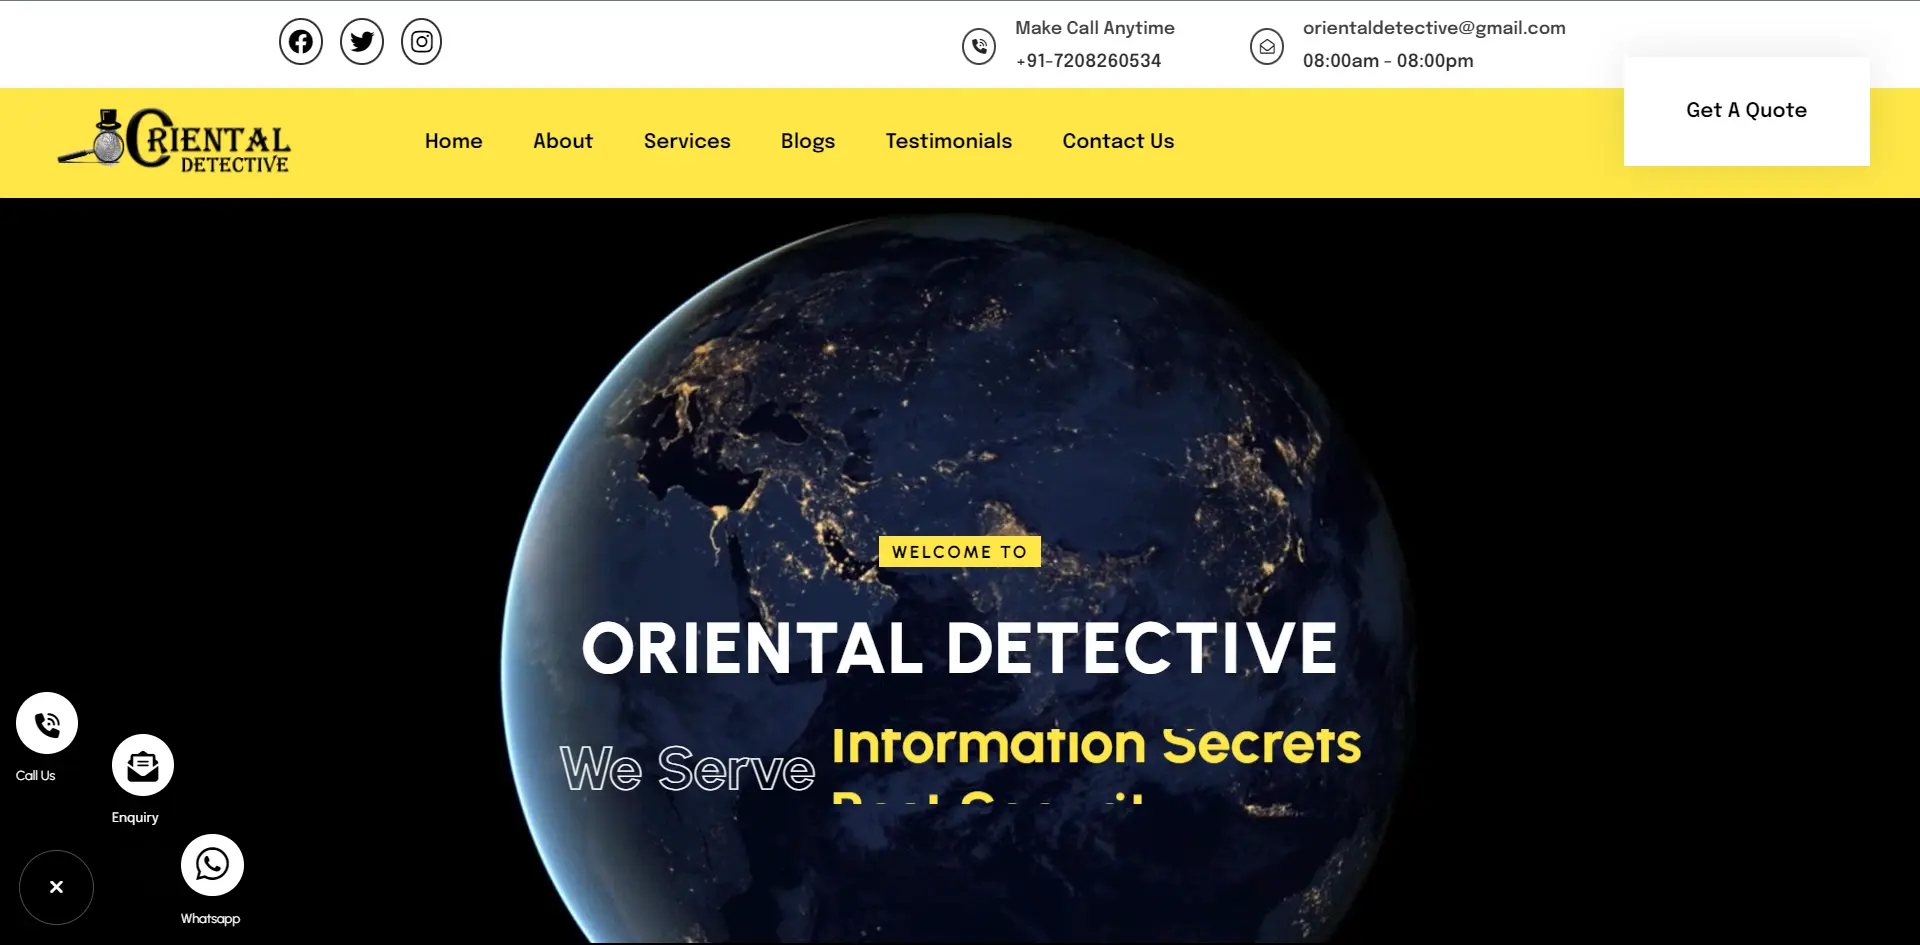 Make Call Anytime
+91-7208260534
orientaldetective@gmail.com
08:00am - 08:00pm
Get A Quote
ORIENTAL
DETECTIVE
Home
About
Services
Blogs
Testimonials
Contact Us
WELCOME TO
ORIENTAL DETECTIVE
We Serve
Information Secrets
Call Us
Enquiry
Whatsapp